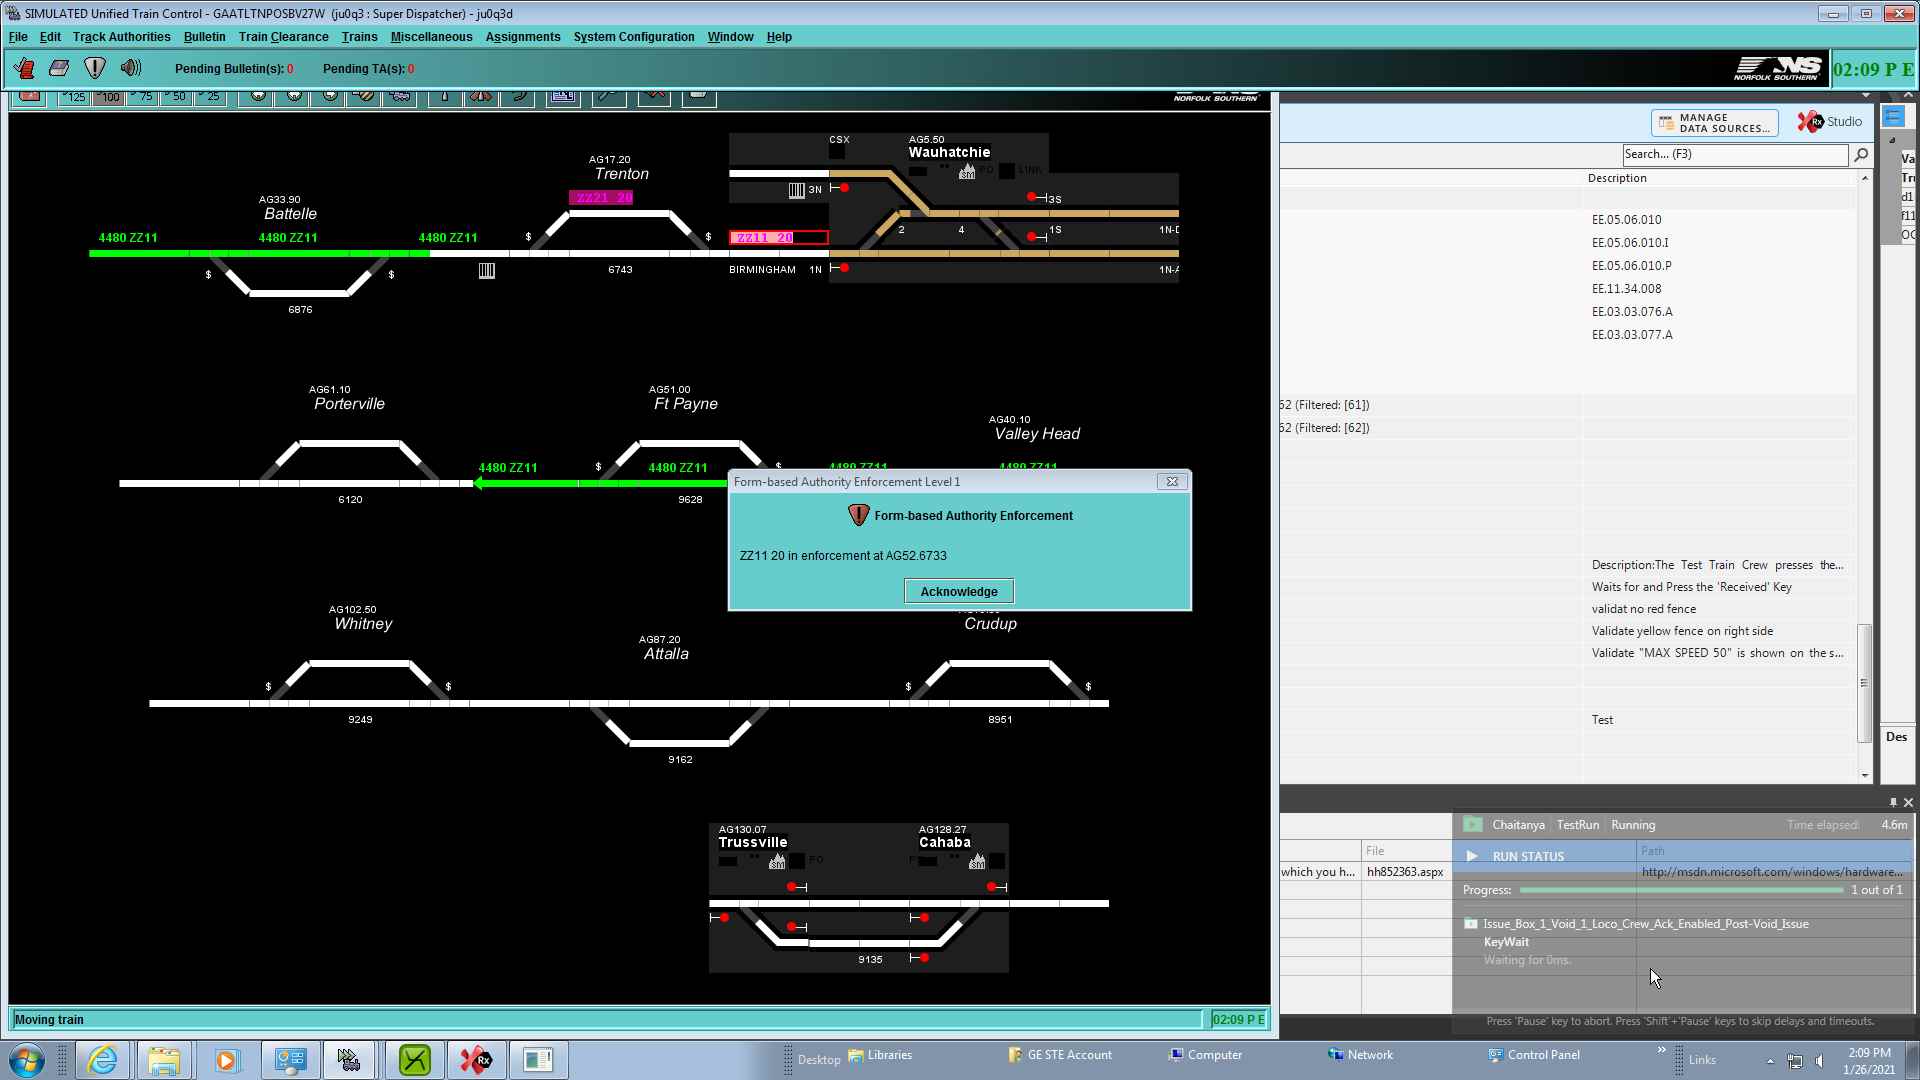 SIMULATED Unified Train Control - GAATLTNPOSBV27W (ju0q3 : Super Dispatcher) - ju0q3d
File Edit Track Authorities Bulletin Train Clearance Trains Miscellaneous Assignments System Configuration Window Help
Pending Bulletin(s): 0 Pending TA(s): 0
NORFOLK SOUTHERN
02:09 P E
125 100 75 50 25
NORFOLK SOUTHERN
MANAGE DATA SOURCES...
Rx Studio
Search... (F3)
Description
CSX
AG5.50
Wauhatchie
LINK
AG17.20
Trenton
ZZ21 20
3N
3S
AG33.90
Battelle
4480 ZZ11 4480 ZZ11 4480 ZZ11
$ $
ZZ11 20
2 4 1S 1N-D
6743
BIRMINGHAM 1N
1N-A
$ $
6876
EE.05.06.010
EE.05.06.010.I
EE.05.06.010.P
EE.11.34.008
EE.03.03.076.A
EE.03.03.077.A
62 (Filtered: [61])
62 (Filtered: [62])
AG61.10
Porterville
AG51.00
Ft Payne
AG40.10
Valley Head
4480 ZZ11 4480 ZZ11 4480 ZZ11 4480 ZZ11
$ $
6120
9628
Form-based Authority Enforcement Level 1
Form-based Authority Enforcement
ZZ11 20 in enforcement at AG52.6733
Acknowledge
Description:The Test Train Crew presses the...
Waits for and Press the 'Received' Key
validat no red fence
Validate yellow fence on right side
Validate "MAX SPEED 50" is shown on the s...
Test
Des
AG102.50
Whitney
AG87.20
Attalla
Crudup
$ $ $ $
9249
8951
9162
AG130.07
Trussville
AG128.27
Cahaba
PO
9135
Chaitanya TestRun Running Time elapsed: 4.6m
RUN STATUS
File Path
which you h... hh852363.aspx http://msdn.microsoft.com/windows/hardware...
Progress: 1 out of 1
Issue_Box_1_Void_1_Loco_Crew_Ack_Enabled_Post-Void_Issue
KeyWait
Waiting for 0ms.
Press 'Pause' key to abort. Press 'Shift'+'Pause' keys to skip delays and timeouts.
Moving train
02:09 P E
Desktop Libraries GE STE Account Computer Network Control Panel Links
2:09 PM
1/26/2021